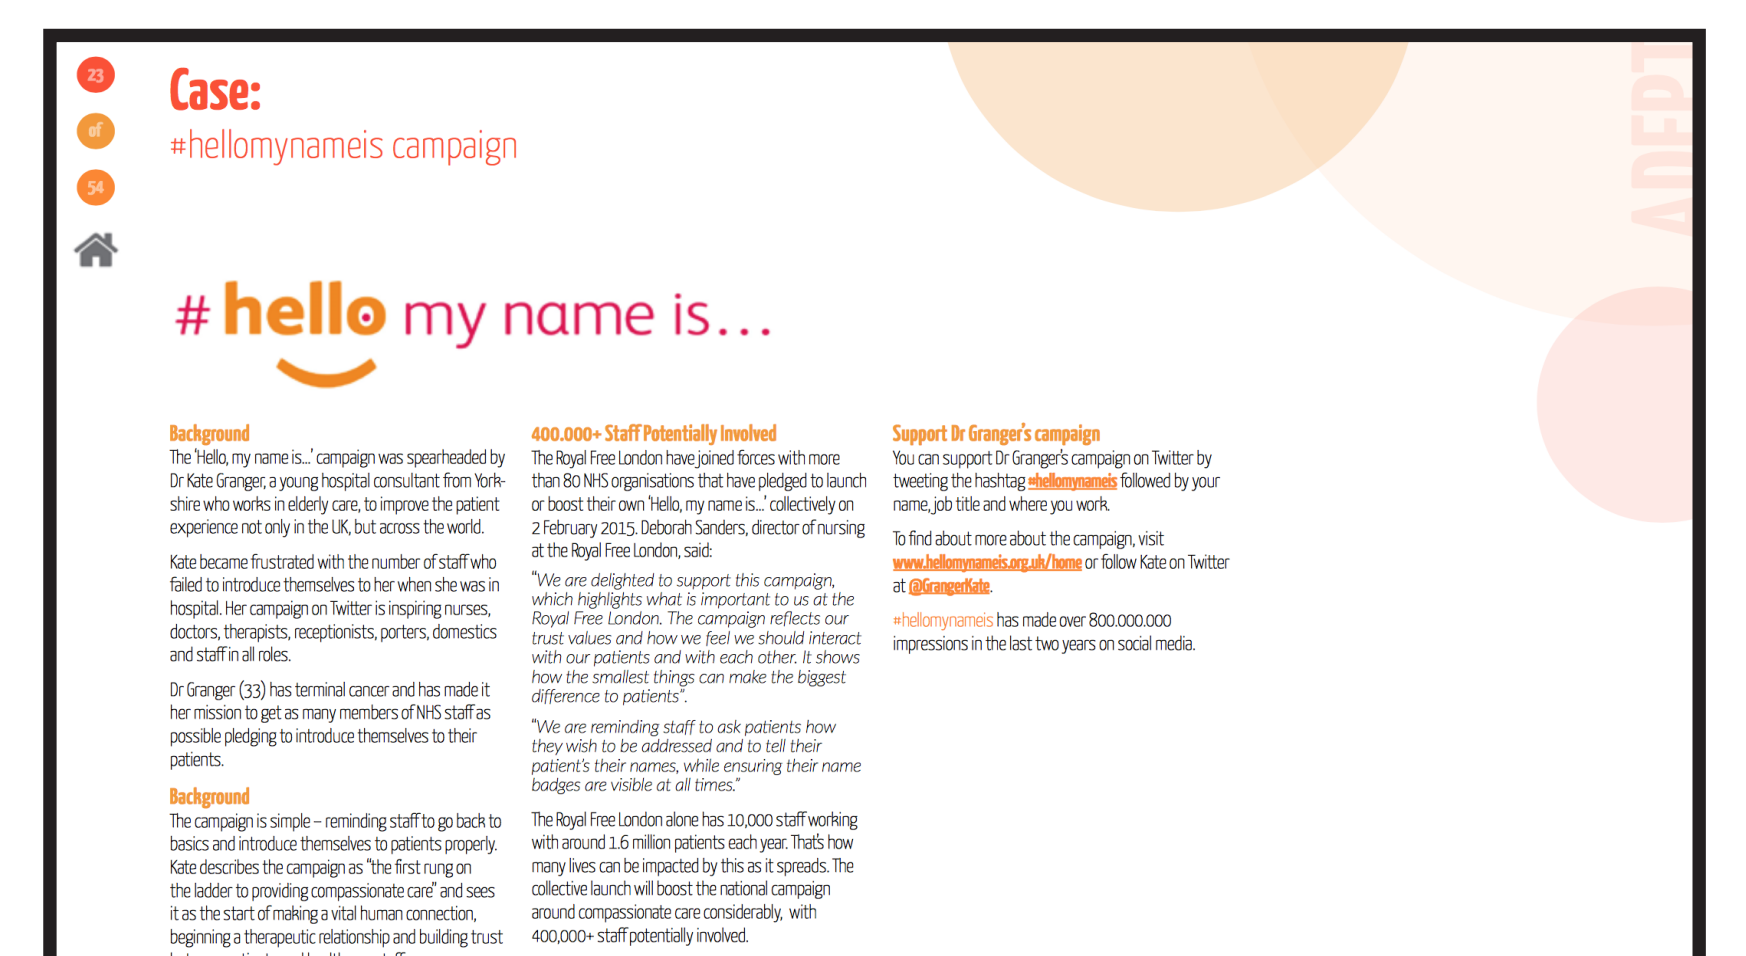 23
of
54
Case:
#hellomynameis campaign
ADEPT
# hello my name is...
Background
The ‘Hello, my name is...’ campaign was spearheaded by
Dr Kate Granger, a young hospital consultant from York-
shire who works in elderly care, to improve the patient
experience not only in the UK, but across the world.
Kate became frustrated with the number of staff who
failed to introduce themselves to her when she was in
hospital. Her campaign on Twitter is inspiring nurses,
doctors, therapists, receptionists, porters, domestics
and staff in all roles.
Dr Granger (33) has terminal cancer and has made it
her mission to get as many members of NHS staff as
possible pledging to introduce themselves to their
patients.
Background
The campaign is simple – reminding staff to go back to
basics and introduce themselves to patients properly.
Kate describes the campaign as “the first rung on
the ladder to providing compassionate care” and sees
it as the start of making a vital human connection,
beginning a therapeutic relationship and building trust
400.000+ Staff Potentially Involved
The Royal Free London have joined forces with more
than 80 NHS organisations that have pledged to launch
or boost their own ‘Hello, my name is...’ collectively on
2 February 2015. Deborah Sanders, director of nursing
at the Royal Free London, said:
“We are delighted to support this campaign,
which highlights what is important to us at the
Royal Free London. The campaign reflects our
trust values and how we feel we should interact
with our patients and with each other. It shows
how the smallest things can make the biggest
difference to patients”.
“We are reminding staff to ask patients how
they wish to be addressed and to tell their
patient’s their names, while ensuring their name
badges are visible at all times.”
The Royal Free London alone has 10,000 staff working
with around 1.6 million patients each year. That’s how
many lives can be impacted by this as it spreads. The
collective launch will boost the national campaign
around compassionate care considerably, with
400,000+ staff potentially involved.
Support Dr Granger’s campaign
You can support Dr Granger’s campaign on Twitter by
tweeting the hashtag #hellomynameis followed by your
name, job title and where you work.
To find about more about the campaign, visit
www.hellomynameis.org.uk/home or follow Kate on Twitter
at @GrangerKate.
#hellomynameis has made over 800.000.000
impressions in the last two years on social media.